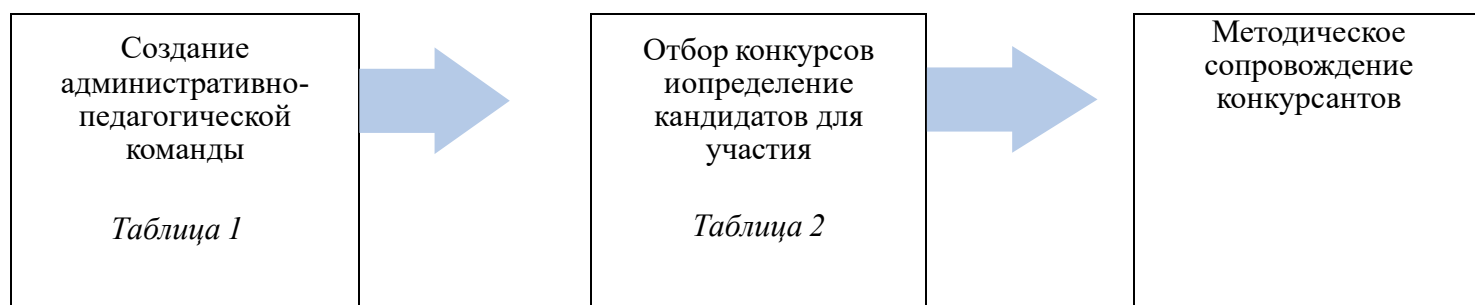 Создание
административно-
педагогической
команды
Таблица 1
Отбор конкурсов
иопределение
кандидатов для
участия
Таблица 2
Методическое
сопровождение
конкурсантов